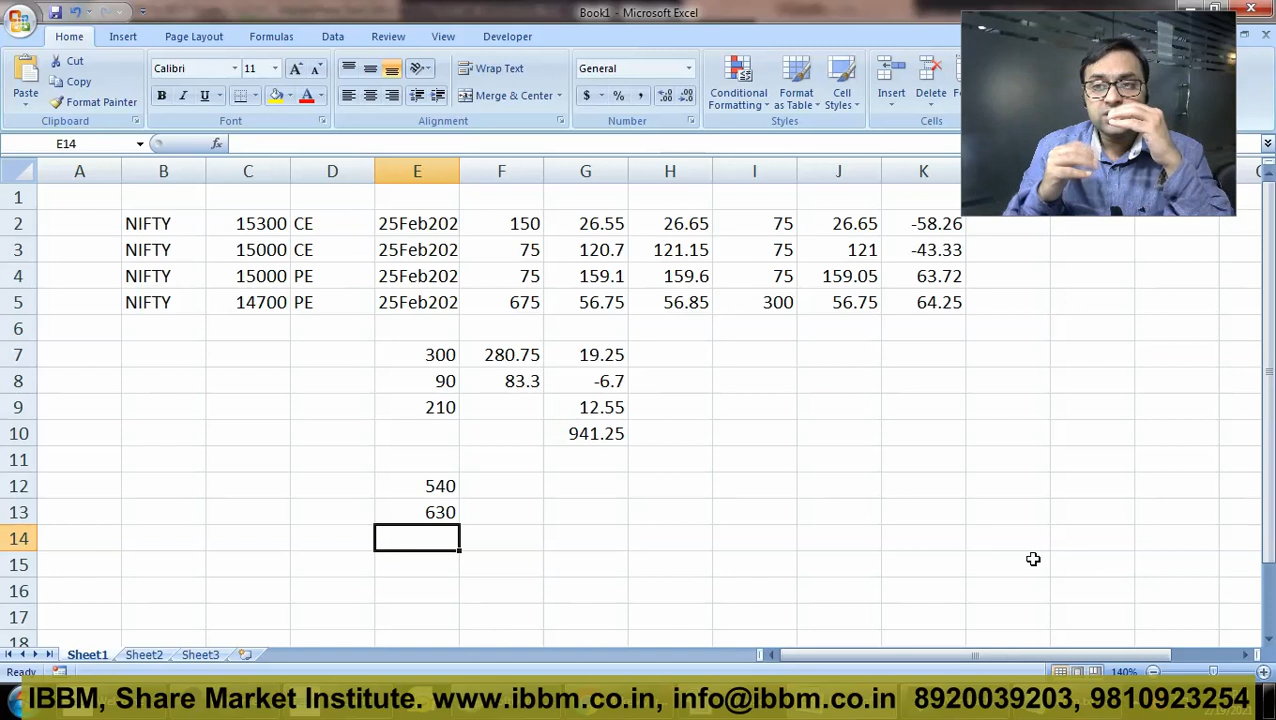 Book1 - Microsoft Excel
Home Insert Page Layout Formulas Data Review View Developer
Cut
Copy
Format Painter
Paste
Clipboard
Calibri 11
B I U
Font
Wrap Text
Merge & Center
Alignment
General
$ % ,
Number
Conditional Formatting
Format as Table
Cell Styles
Styles
Insert Delete
Cells
E14 fx
A B C D E F G H I J K
1
2 NIFTY 15300 CE 25Feb202 150 26.55 26.65 75 26.65 -58.26
3 NIFTY 15000 CE 25Feb202 75 120.7 121.15 75 121 -43.33
4 NIFTY 15000 PE 25Feb202 75 159.1 159.6 75 159.05 63.72
5 NIFTY 14700 PE 25Feb202 675 56.75 56.85 300 56.75 64.25
6
7 300 280.75 19.25
8 90 83.3 -6.7
9 210 12.55
10 941.25
11
12 540
13 630
14
15
16
17
18
Sheet1 Sheet2 Sheet3
Ready 140%
IBBM, Share Market Institute. www.ibbm.co.in, info@ibbm.co.in 8920039203, 9810923254